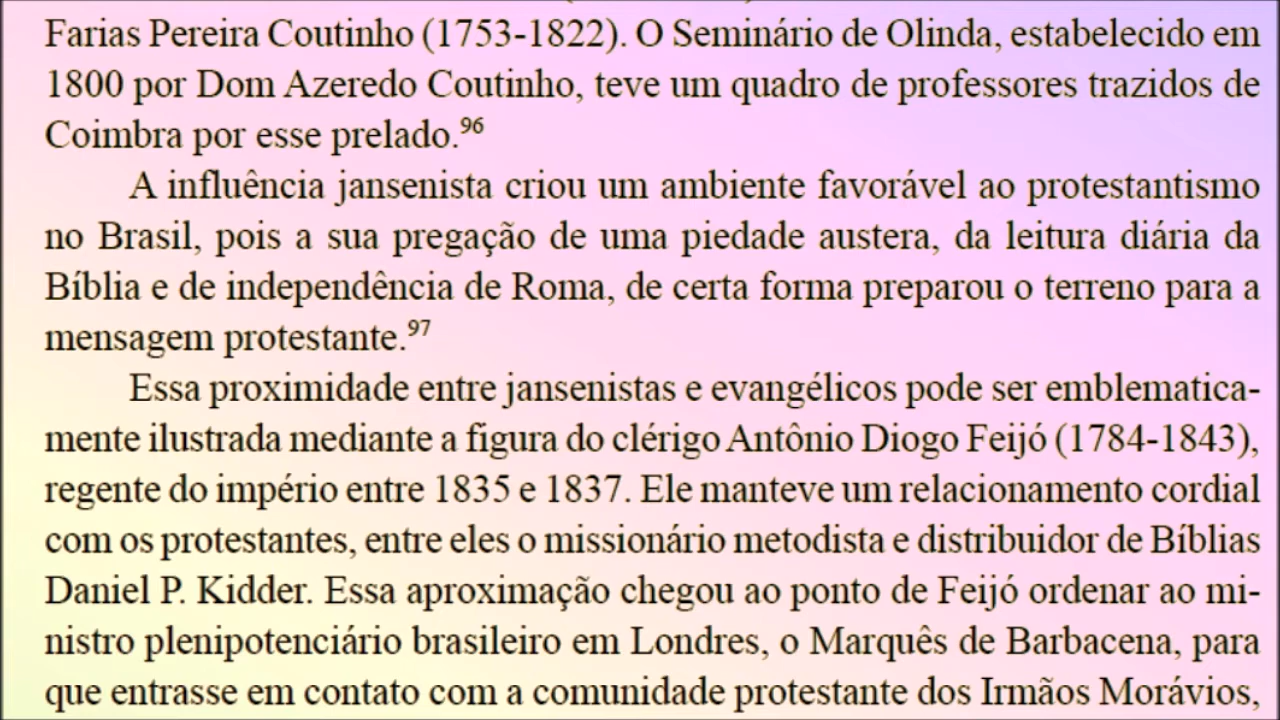 Farias Pereira Coutinho (1753-1822). O Seminário de Olinda, estabelecido em
1800 por Dom Azeredo Coutinho, teve um quadro de professores trazidos de
Coimbra por esse prelado.96
A influência jansenista criou um ambiente favorável ao protestantismo
no Brasil, pois a sua pregação de uma piedade austera, da leitura diária da
Bíblia e de independência de Roma, de certa forma preparou o terreno para a
mensagem protestante.97
Essa proximidade entre jansenistas e evangélicos pode ser emblematica-
mente ilustrada mediante a figura do clérigo Antônio Diogo Feijó (1784-1843),
regente do império entre 1835 e 1837. Ele manteve um relacionamento cordial
com os protestantes, entre eles o missionário metodista e distribuidor de Bíblias
Daniel P. Kidder. Essa aproximação chegou ao ponto de Feijó ordenar ao mi-
nistro plenipotenciário brasileiro em Londres, o Marquês de Barbacena, para
que entrasse em contato com a comunidade protestante dos Irmãos Morávios,